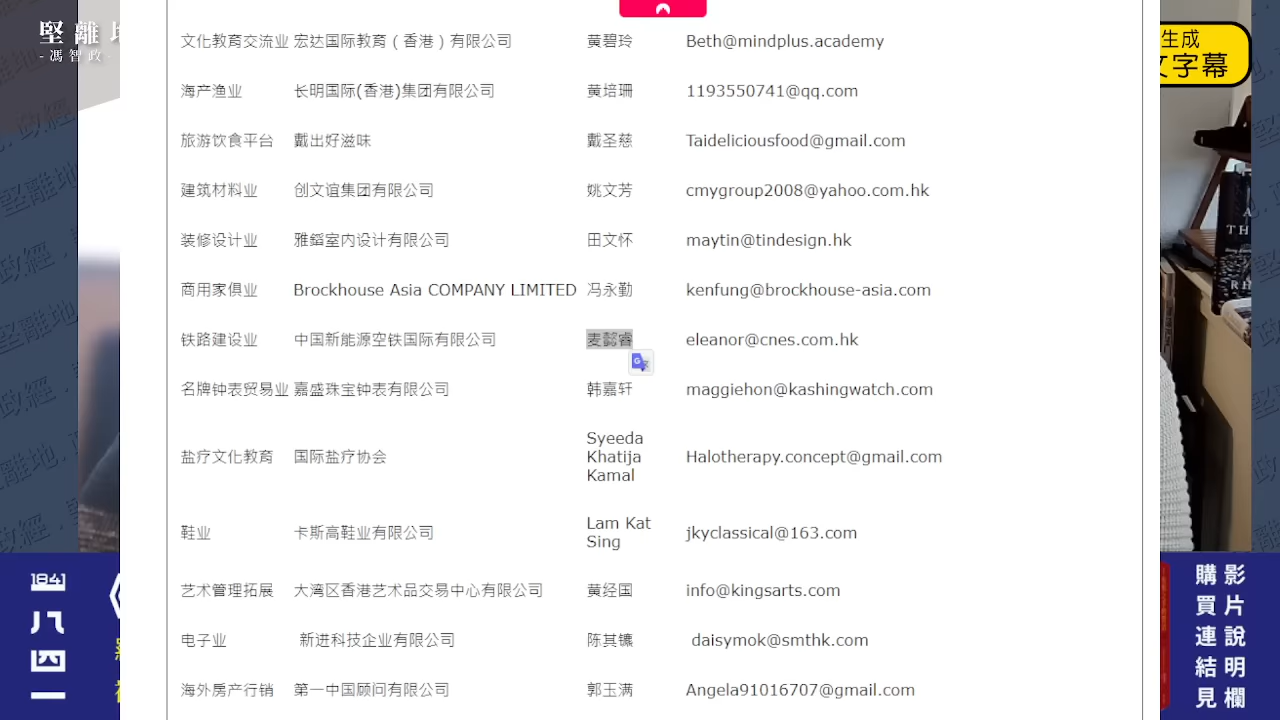 堅離地
-馮智政-
生成
文字幕
文化教育交流业 宏达国际教育（香港）有限公司 黄碧玲 Beth@mindplus.academy
海产渔业 长明国际(香港)集团有限公司 黄培珊 1193550741@qq.com
旅游饮食平台 戴出好滋味 戴圣慈 Taideliciousfood@gmail.com
建筑材料业 创文谊集团有限公司 姚文芳 cmygroup2008@yahoo.com.hk
装修设计业 雅鎦室内设计有限公司 田文怀 maytin@tindesign.hk
商用家俱业 Brockhouse Asia COMPANY LIMITED 冯永勤 kenfung@brockhouse-asia.com
铁路建设业 中国新能源空铁国际有限公司 麦懿睿 eleanor@cnes.com.hk
名牌钟表贸易业 嘉盛珠宝钟表有限公司 韩嘉轩 maggiehon@kashingwatch.com
盐疗文化教育 国际盐疗协会 Syeeda Khatija Kamal Halotherapy.concept@gmail.com
鞋业 卡斯高鞋业有限公司 Lam Kat Sing jkyclassical@163.com
艺术管理拓展 大湾区香港艺术品交易中心有限公司 黄经国 info@kingsarts.com
电子业 新进科技企业有限公司 陈其镳 daisymok@smthk.com
海外房产行销 第一中国顾问有限公司 郭玉满 Angela91016707@gmail.com
1841
一八四一
影片說明欄
購買連結見